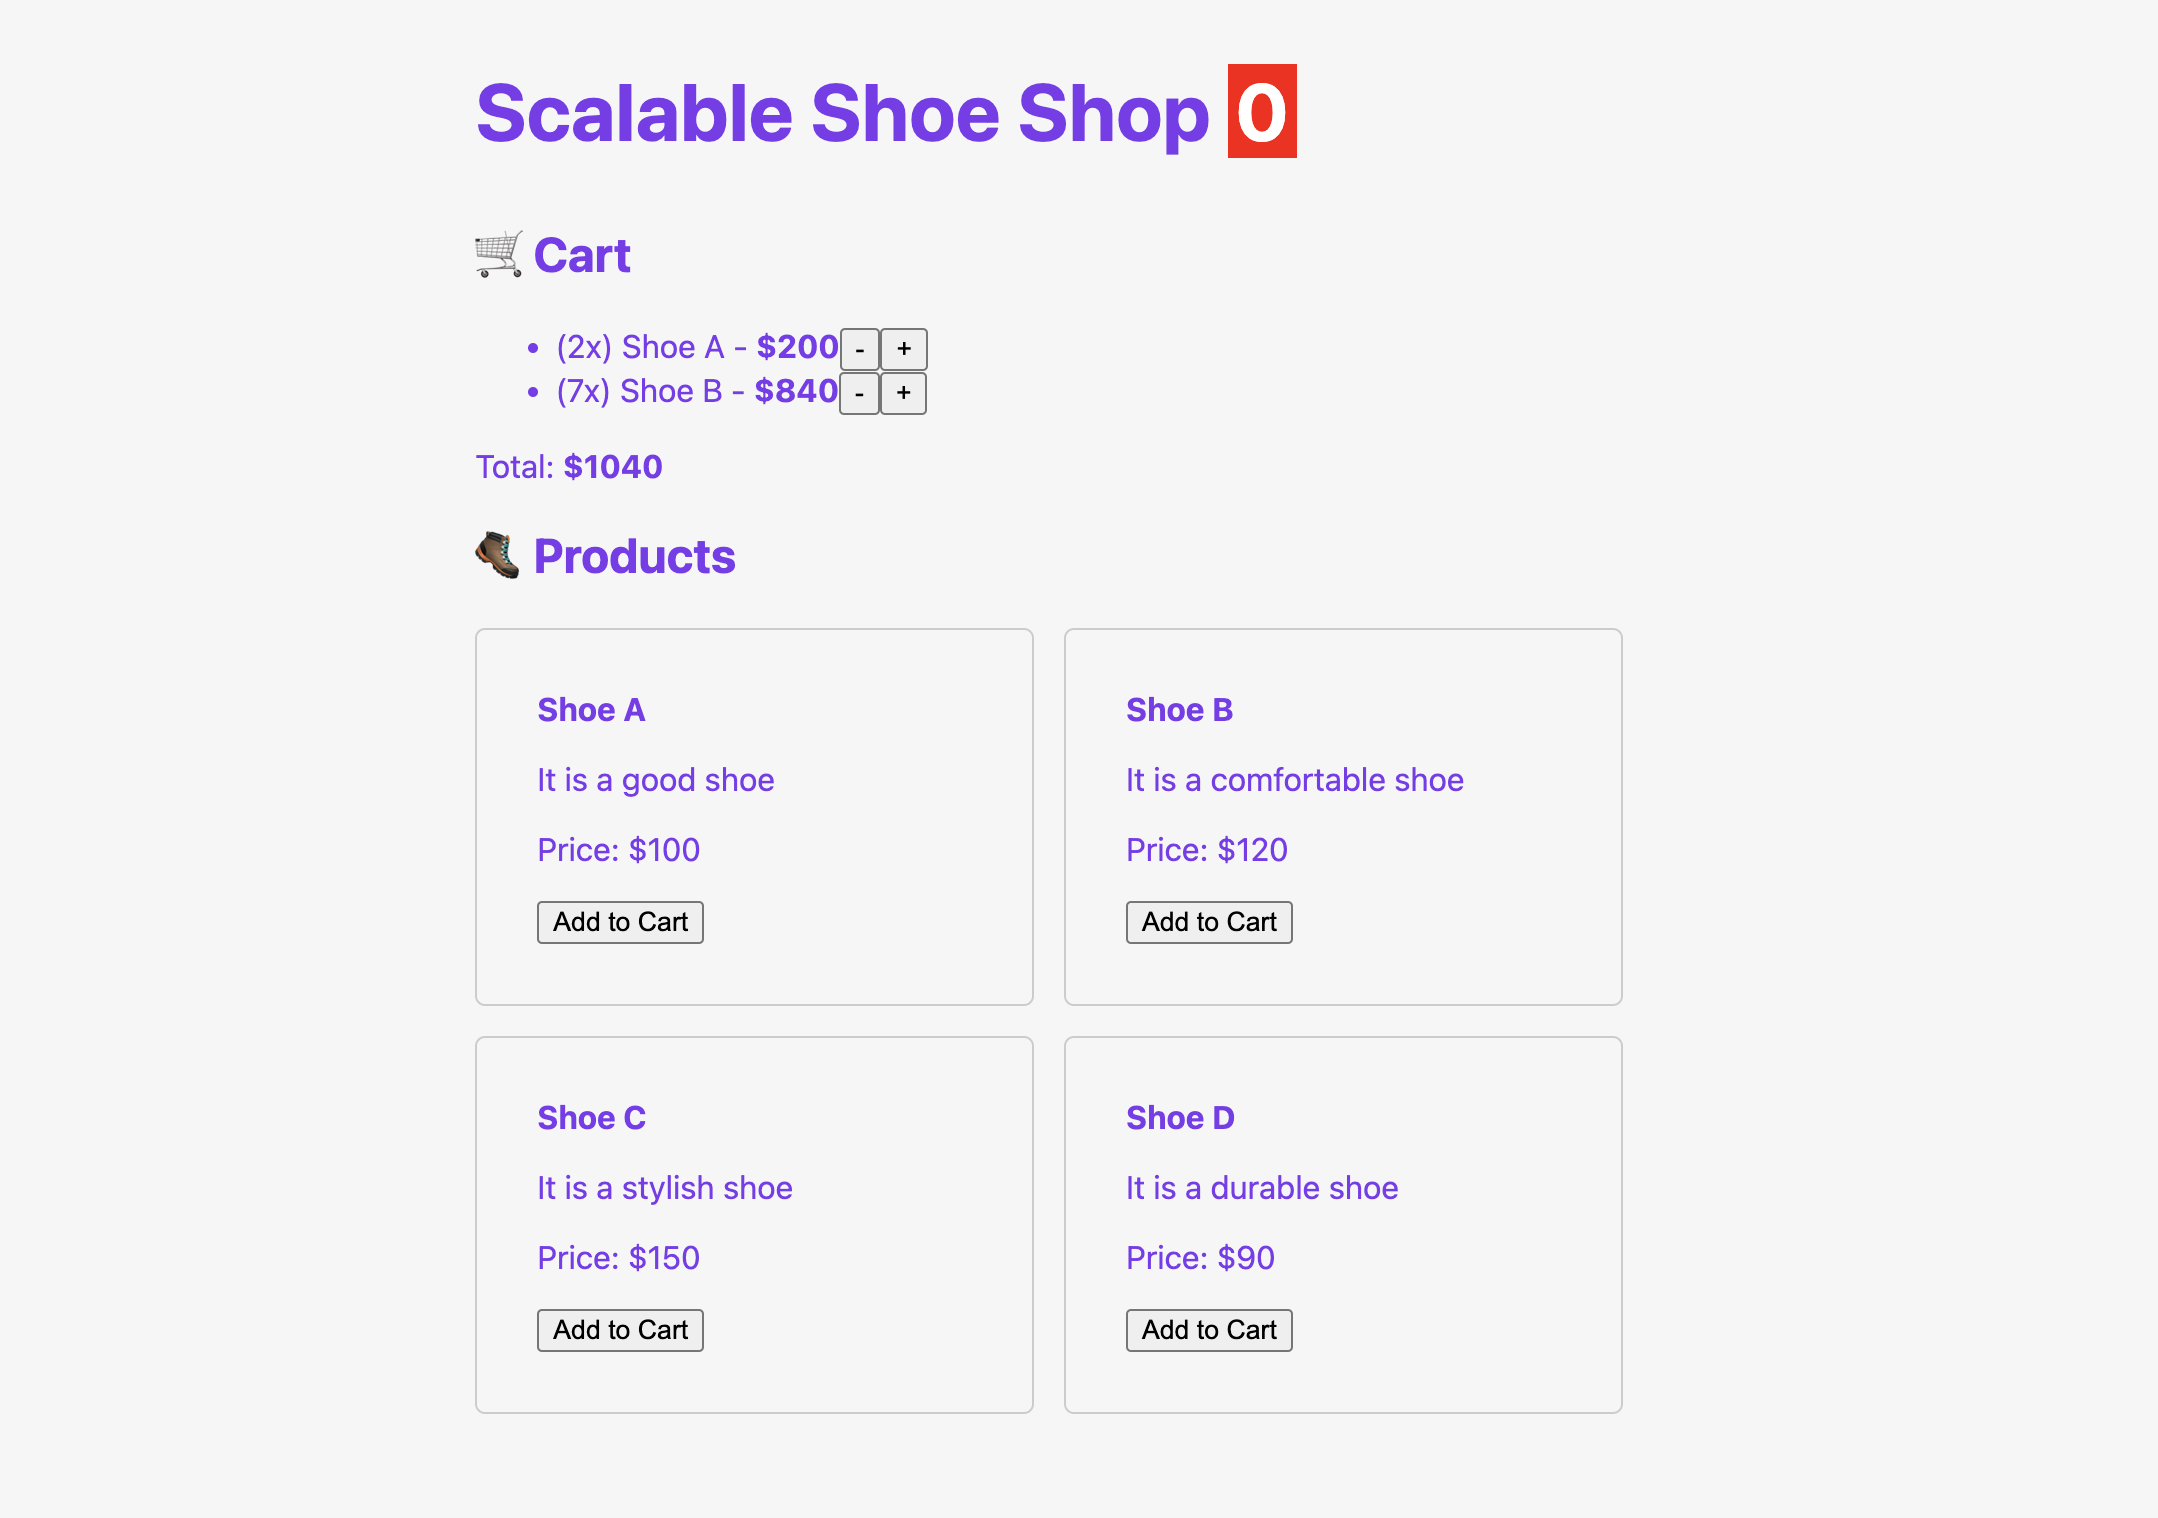 Scalable Shoe Shop 0
Cart
• (2x) Shoe A - $200 - +
• (7x) Shoe B - $840 - +
Total: $1040
Products
Shoe A
It is a good shoe
Price: $100
Add to Cart
Shoe B
It is a comfortable shoe
Price: $120
Add to Cart
Shoe C
It is a stylish shoe
Price: $150
Add to Cart
Shoe D
It is a durable shoe
Price: $90
Add to Cart